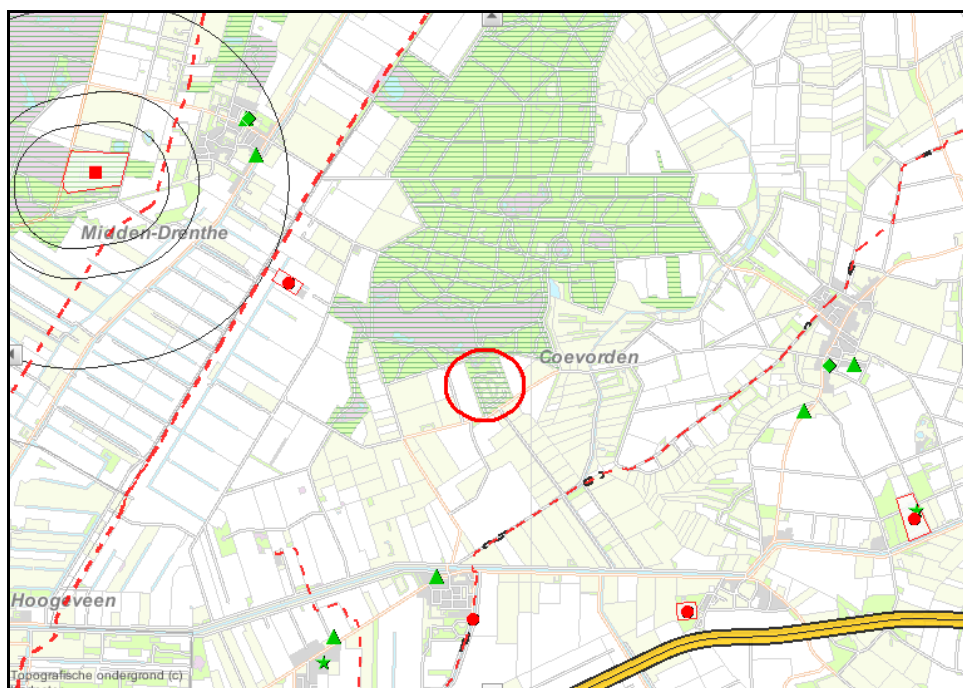 Midden-Drenthe
Coevorden
Hoogeveen
Topografische ondergrond (c)